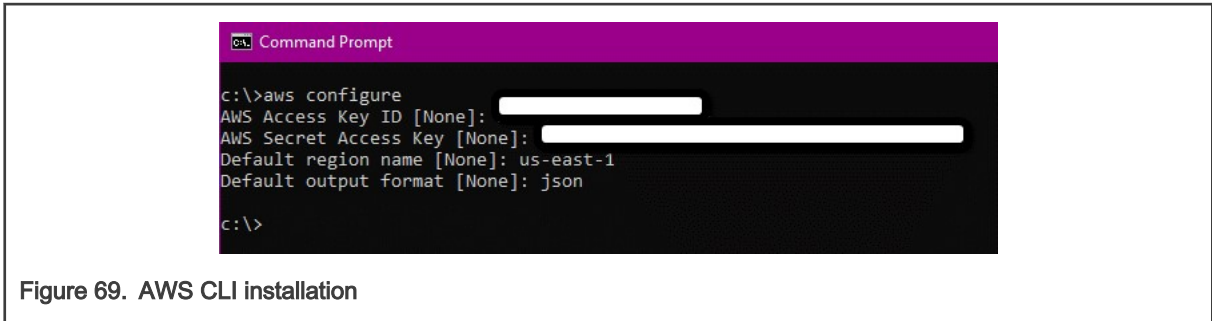 Command Prompt
c:\>aws configure
AWS Access Key ID [None]:
AWS Secret Access Key [None]:
Default region name [None]: us-east-1
Default output format [None]: json
c:\>
Figure 69. AWS CLI installation